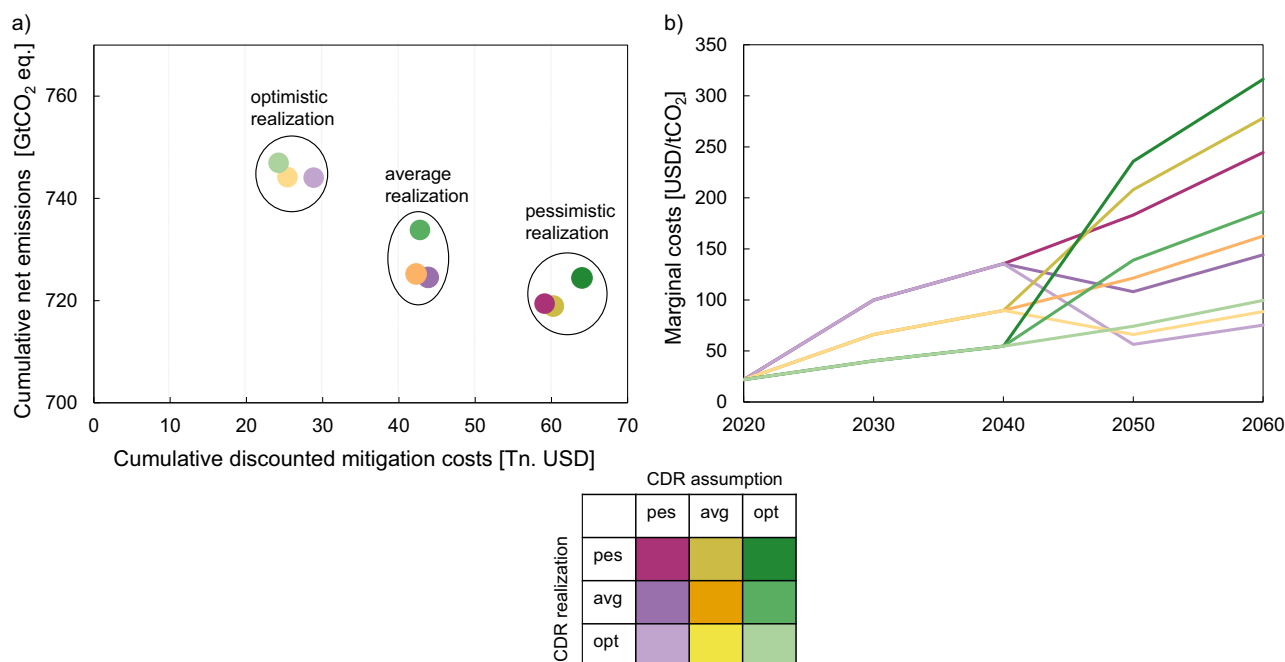 a)
Cumulative net emissions [GtCO₂ eq.]
760
740
720
700
optimistic
realization
average
realization
pessimistic
realization
0 10 20 30 40 50 60 70
Cumulative discounted mitigation costs [Tn. USD]
b)
Marginal costs [USD/tCO₂]
350
300
250
200
150
100
50
0
2020 2030 2040 2050 2060
CDR assumption
pes avg opt
CDR realization
pes
avg
opt